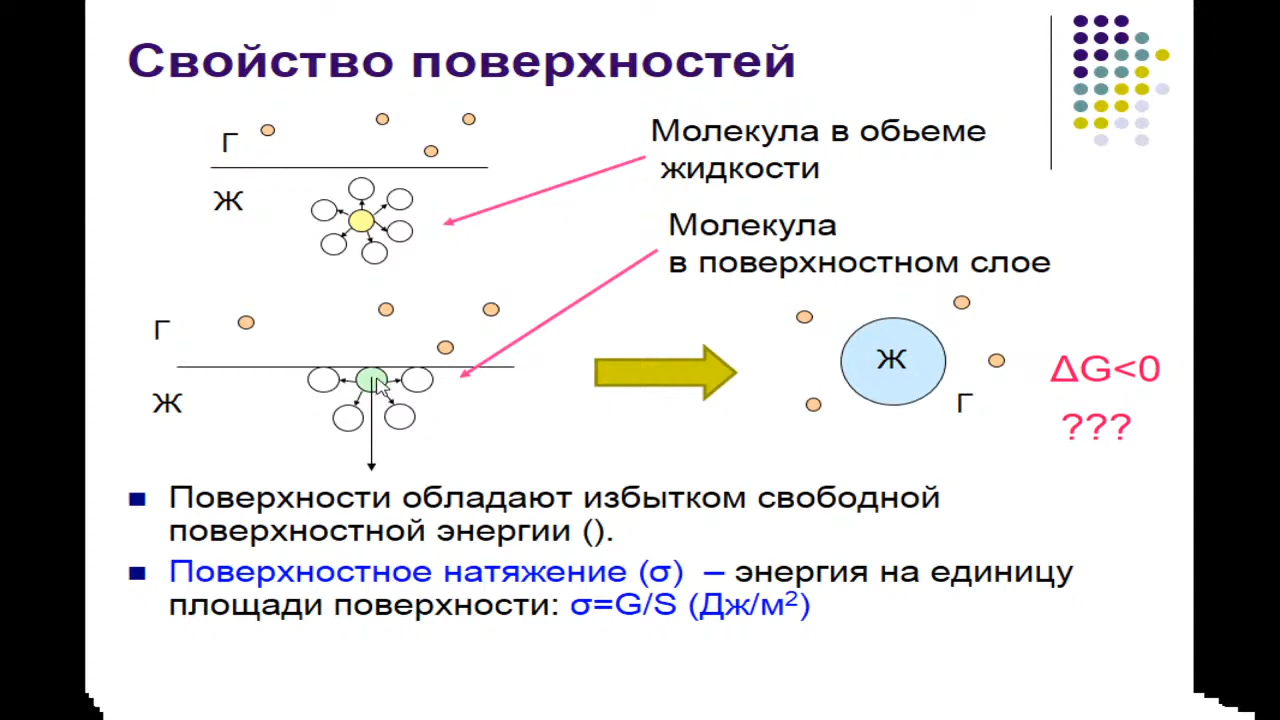 Свойство поверхностей
Г
Ж
Молекула в обьеме
жидкости
Молекула
в поверхностном слое
Г
Ж
Ж
Г
ΔG<0
???
Поверхности обладают избытком свободной
поверхностной энергии ().
Поверхностное натяжение (σ) – энергия на единицу
площади поверхности: σ=G/S (Дж/м²)